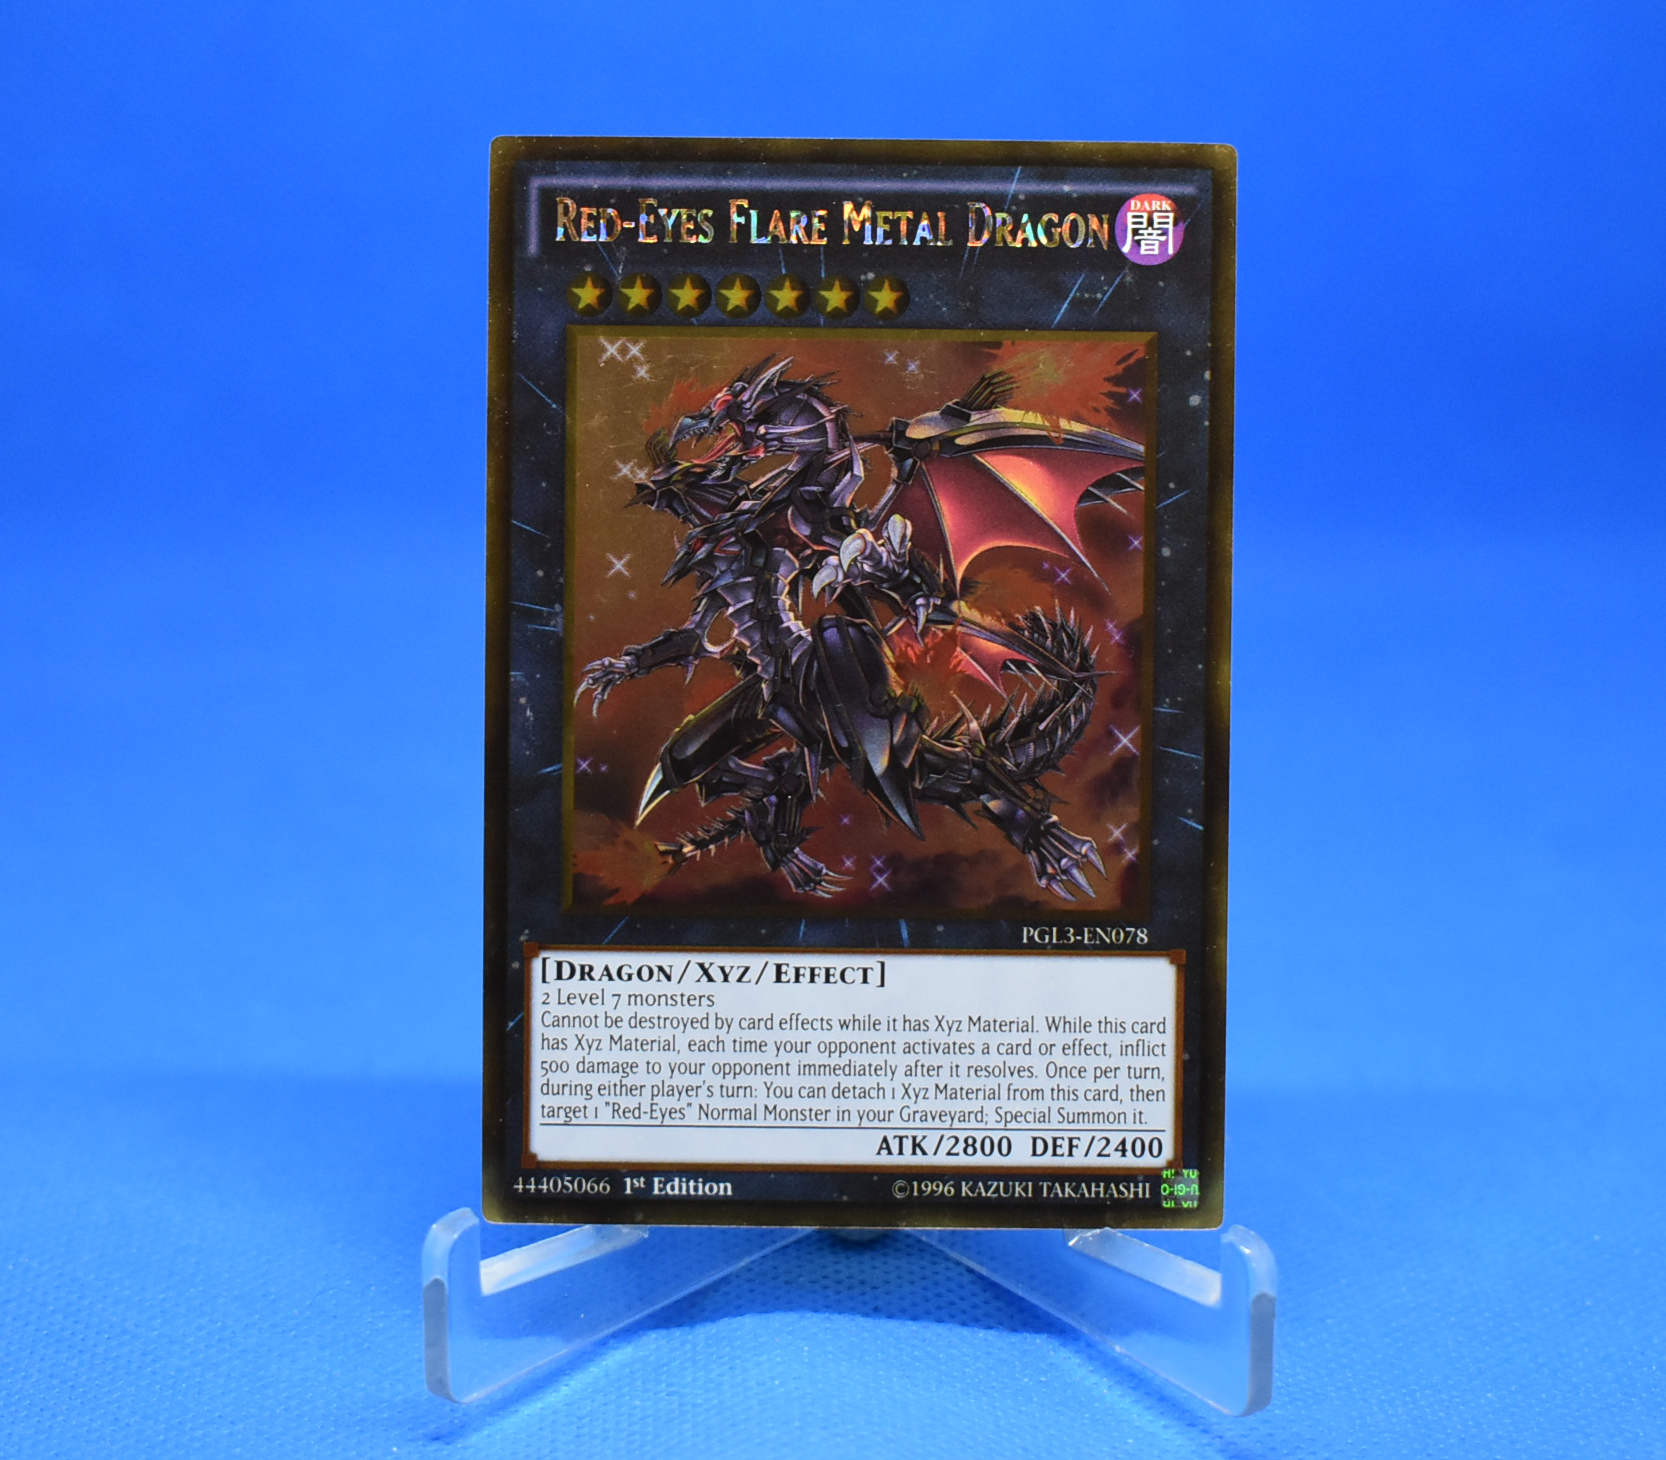 Red-Eyes Flare Metal Dragon
DARK
闇
PGL3-EN078
[Dragon/Xyz/Effect]
2 Level 7 monsters
Cannot be destroyed by card effects while it has Xyz Material. While this card
has Xyz Material, each time your opponent activates a card or effect, inflict
500 damage to your opponent immediately after it resolves. Once per turn,
during either player's turn: You can detach 1 Xyz Material from this card, then
target 1 "Red-Eyes" Normal Monster in your Graveyard; Special Summon it.
ATK/2800 DEF/2400
44405066 1st Edition ©1996 KAZUKI TAKAHASHI